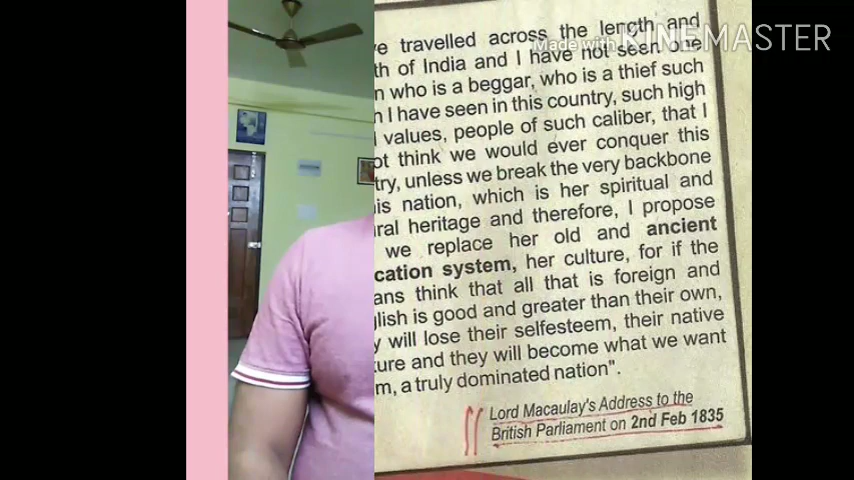 Made with KINEMASTER
e travelled across the length and
th of India and I have not seen one
n who is a beggar, who is a thief such
h I have seen in this country, such high
l values, people of such caliber, that I
ot think we would ever conquer this
try, unless we break the very backbone
is nation, which is her spiritual and
ral heritage and therefore, I propose
we replace her old and ancient
cation system, her culture, for if the
ans think that all that is foreign and
lish is good and greater than their own,
y will lose their selfesteem, their native
ure and they will become what we want
m, a truly dominated nation".
Lord Macaulay's Address to the
British Parliament on 2nd Feb 1835